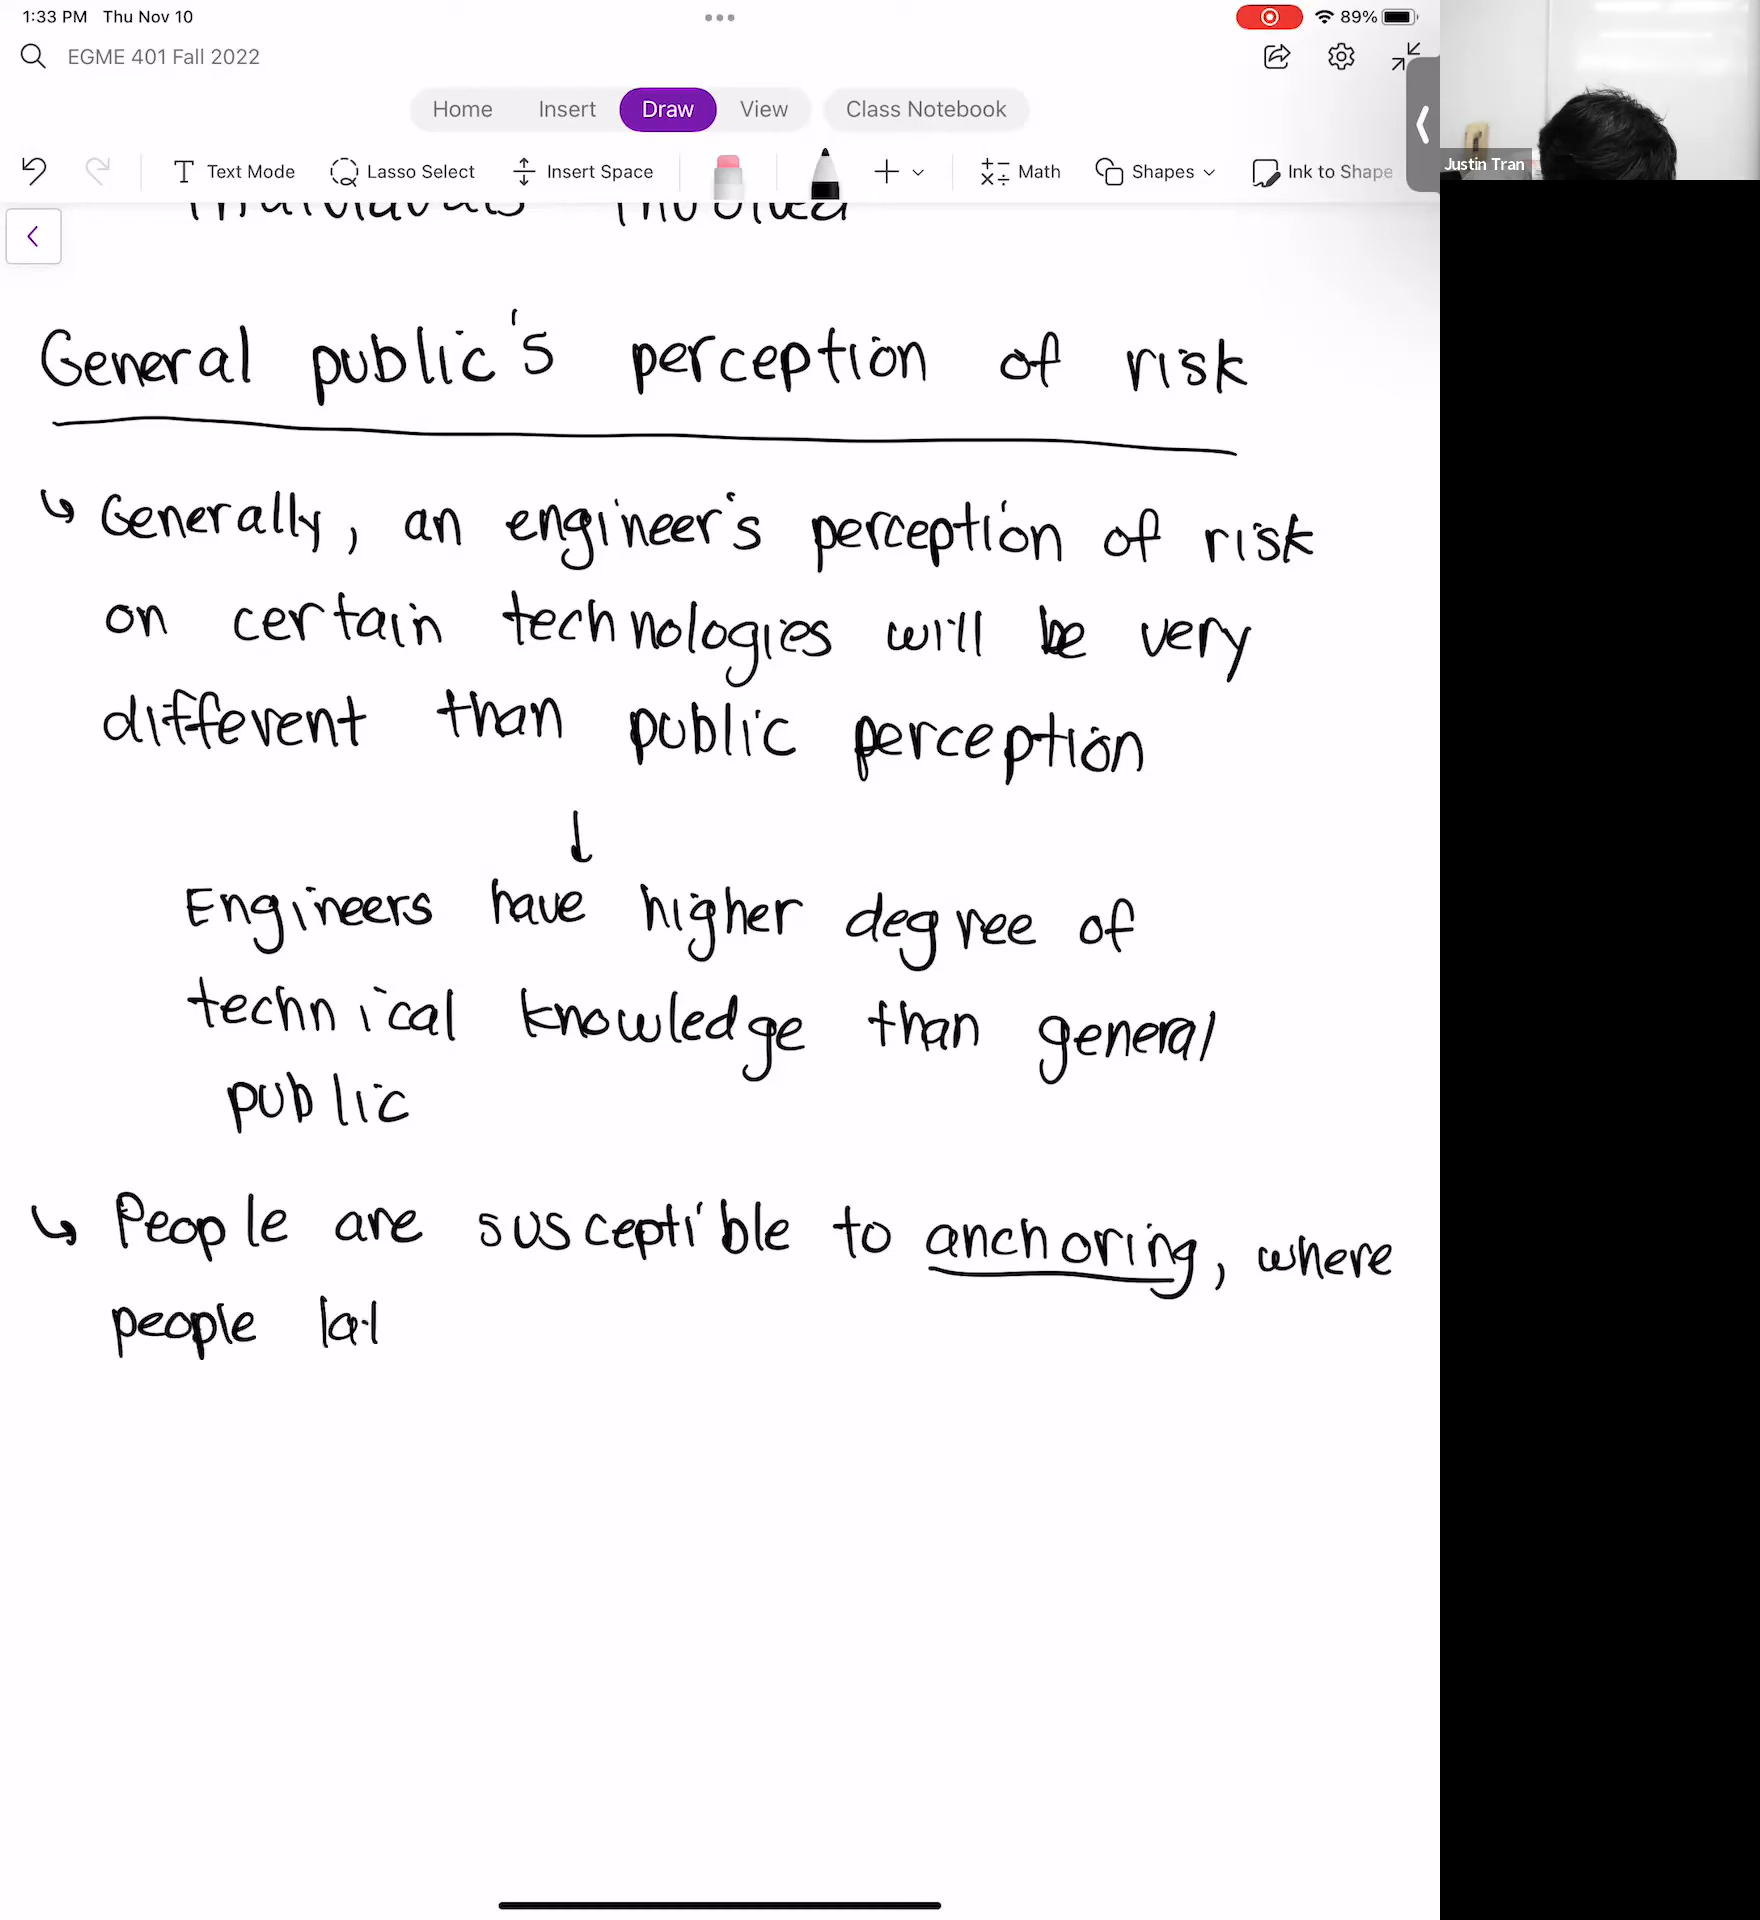 1:33 PM Thu Nov 10
89%
EGME 401 Fall 2022
Home Insert Draw View Class Notebook
Text Mode Lasso Select Insert Space Math Shapes Ink to Shape
Justin Tran
Individuals involved
General public's perception of risk
Generally, an engineer's perception of risk
on certain technologies will be very
different than public perception
Engineers have higher degree of
technical knowledge than general
public
People are susceptible to anchoring, where
people